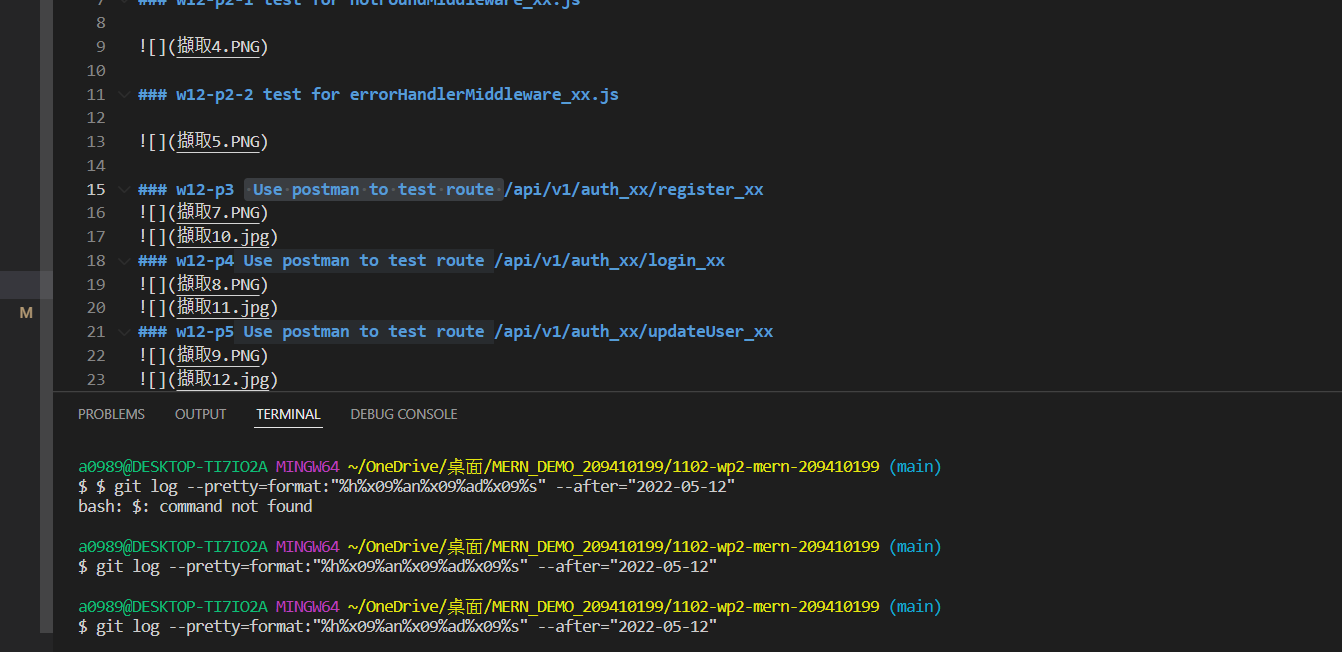 7 ### w12-p2-1 test for notFoundMiddleware_xx.js
8
9 ![](擷取4.PNG)
10
11 ### w12-p2-2 test for errorHandlerMiddleware_xx.js
12
13 ![](擷取5.PNG)
14
15 ### w12-p3  Use postman to test route /api/v1/auth_xx/register_xx
16 ![](擷取7.PNG)
17 ![](擷取10.jpg)
18 ### w12-p4 Use postman to test route /api/v1/auth_xx/login_xx
19 ![](擷取8.PNG)
20 ![](擷取11.jpg)
M
21 ### w12-p5 Use postman to test route /api/v1/auth_xx/updateUser_xx
22 ![](擷取9.PNG)
23 ![](擷取12.jpg)
PROBLEMS OUTPUT TERMINAL DEBUG CONSOLE
a0989@DESKTOP-TI7IO2A MINGW64 ~/OneDrive/桌面/MERN_DEMO_209410199/1102-wp2-mern-209410199 (main)
$ $ git log --pretty=format:"%h%x09%an%x09%ad%x09%s" --after="2022-05-12"
bash: $: command not found
a0989@DESKTOP-TI7IO2A MINGW64 ~/OneDrive/桌面/MERN_DEMO_209410199/1102-wp2-mern-209410199 (main)
$ git log --pretty=format:"%h%x09%an%x09%ad%x09%s" --after="2022-05-12"
a0989@DESKTOP-TI7IO2A MINGW64 ~/OneDrive/桌面/MERN_DEMO_209410199/1102-wp2-mern-209410199 (main)
$ git log --pretty=format:"%h%x09%an%x09%ad%x09%s" --after="2022-05-12"